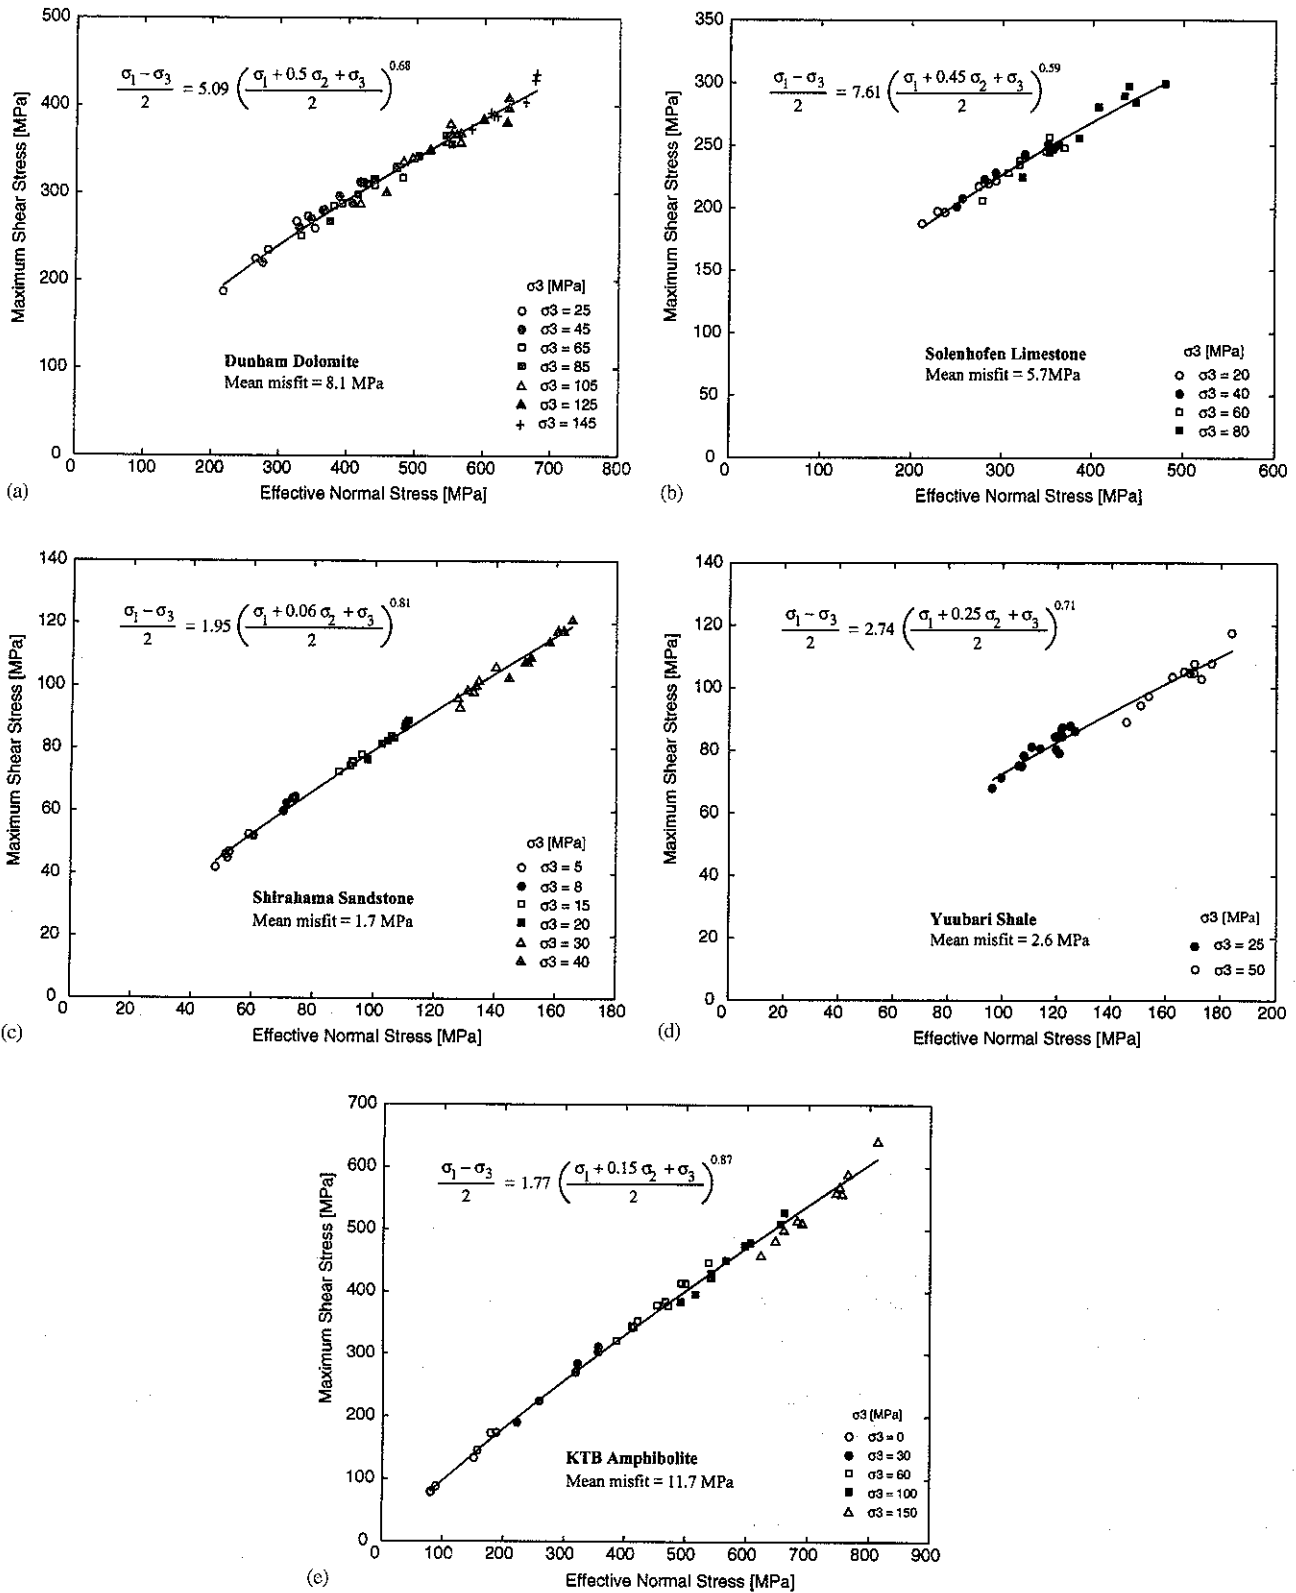 500
400
300
200
100
0
0 100 200 300 400 500 600 700 800
Maximum Shear Stress [MPa]
Effective Normal Stress [MPa]
(a)
(σ1 − σ3)/2 = 5.09 ((σ1 + 0.5 σ2 + σ3)/2)^0.68
σ3 [MPa]
σ3 = 25
σ3 = 45
σ3 = 65
σ3 = 85
σ3 = 105
σ3 = 125
σ3 = 145
Dunham Dolomite
Mean misfit = 8.1 MPa
350
300
250
200
150
100
50
0
0 100 200 300 400 500 600
Maximum Shear Stress [MPa]
Effective Normal Stress [MPa]
(b)
(σ1 − σ3)/2 = 7.61 ((σ1 + 0.45 σ2 + σ3)/2)^0.59
Solenhofen Limestone
Mean misfit = 5.7MPa
σ3 [MPa]
σ3 = 20
σ3 = 40
σ3 = 60
σ3 = 80
140
120
100
80
60
40
20
0
0 20 40 60 80 100 120 140 160 180
Maximum Shear Stress [MPa]
Effective Normal Stress [MPa]
(c)
(σ1 − σ3)/2 = 1.95 ((σ1 + 0.06 σ2 + σ3)/2)^0.81
Shirahama Sandstone
Mean misfit = 1.7 MPa
σ3 [MPa]
σ3 = 5
σ3 = 8
σ3 = 15
σ3 = 20
σ3 = 30
σ3 = 40
140
120
100
80
60
40
20
0
0 20 40 60 80 100 120 140 160 180 200
Maximum Shear Stress [MPa]
Effective Normal Stress [MPa]
(d)
(σ1 − σ3)/2 = 2.74 ((σ1 + 0.25 σ2 + σ3)/2)^0.71
Yuubari Shale
Mean misfit = 2.6 MPa
σ3 [MPa]
σ3 = 25
σ3 = 50
700
600
500
400
300
200
100
0
0 100 200 300 400 500 600 700 800 900
Maximum Shear Stress [MPa]
Effective Normal Stress [MPa]
(e)
(σ1 − σ3)/2 = 1.77 ((σ1 + 0.15 σ2 + σ3)/2)^0.87
KTB Amphibolite
Mean misfit = 11.7 MPa
σ3 [MPa]
σ3 = 0
σ3 = 30
σ3 = 60
σ3 = 100
σ3 = 150